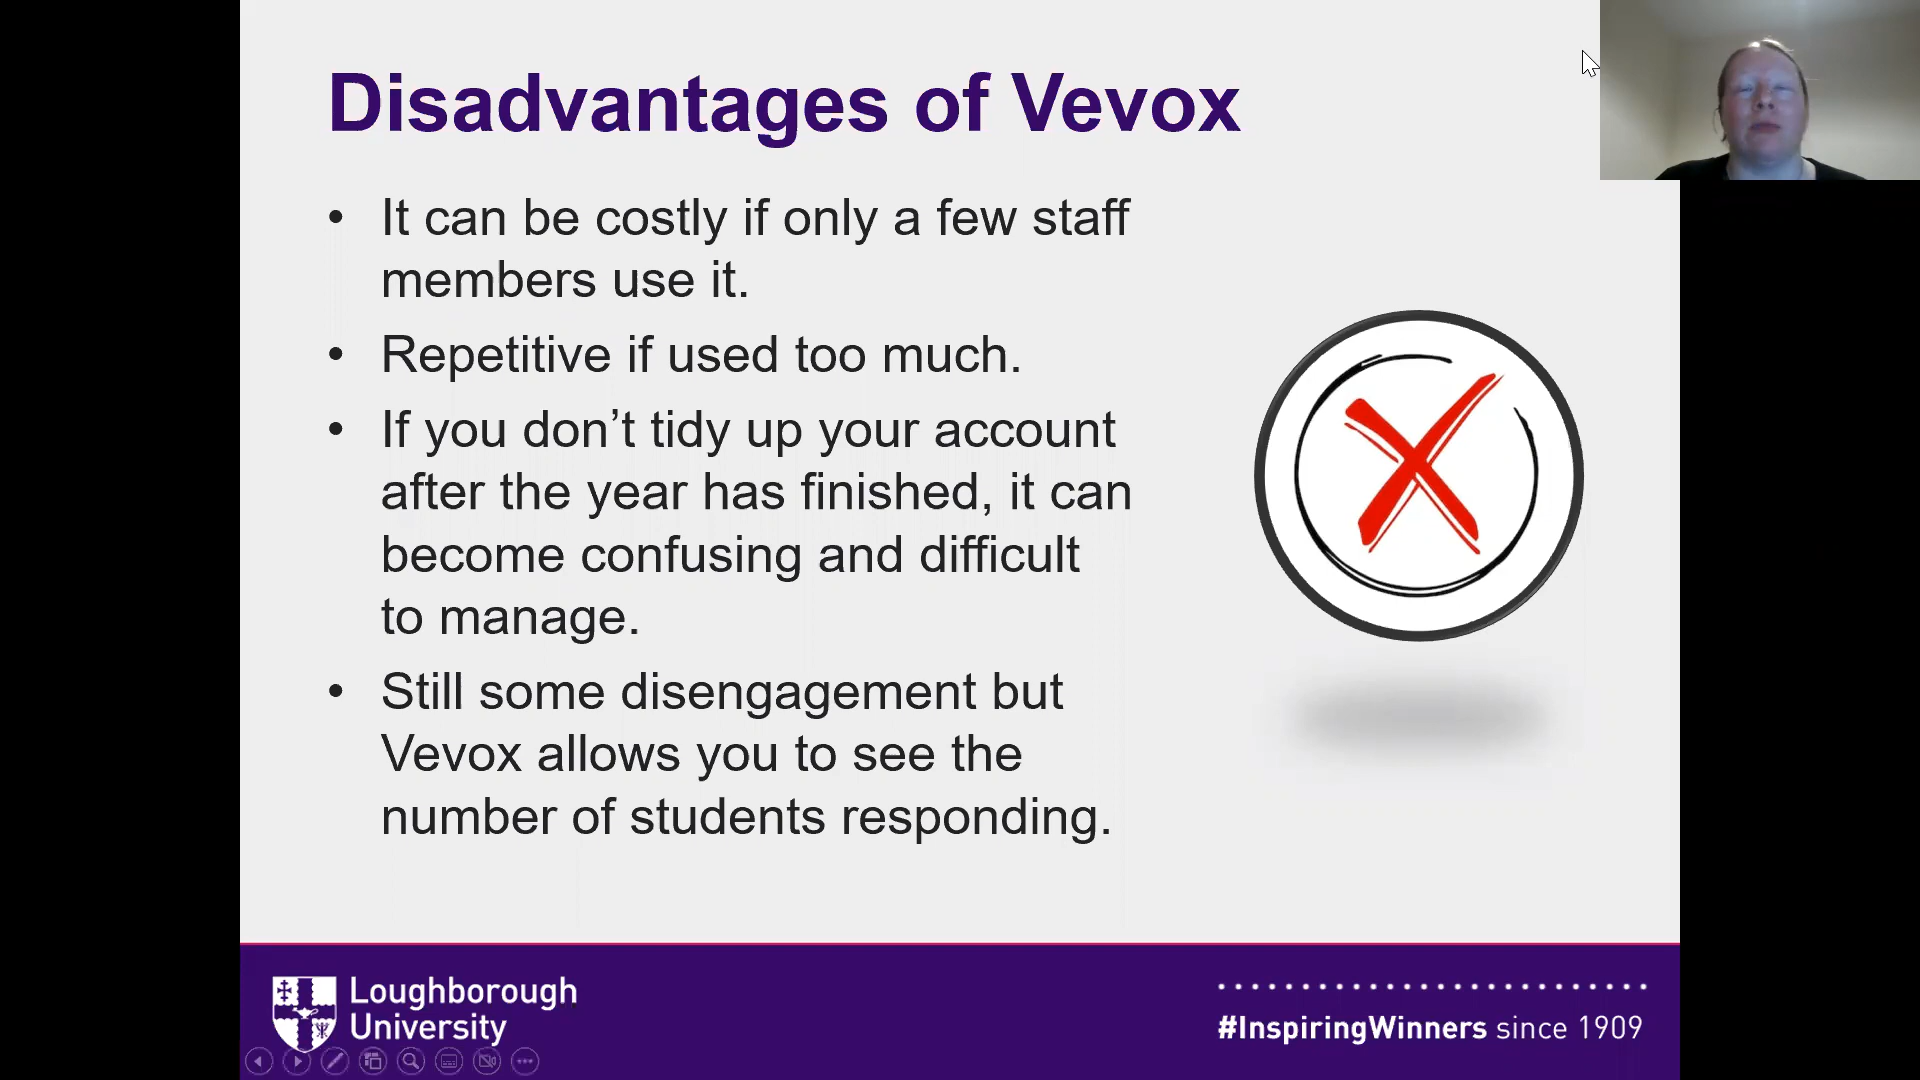 Disadvantages of Vevox
• It can be costly if only a few staff
members use it.
• Repetitive if used too much.
• If you don’t tidy up your account
after the year has finished, it can
become confusing and difficult
to manage.
• Still some disengagement but
Vevox allows you to see the
number of students responding.
Loughborough
University
#InspiringWinners since 1909